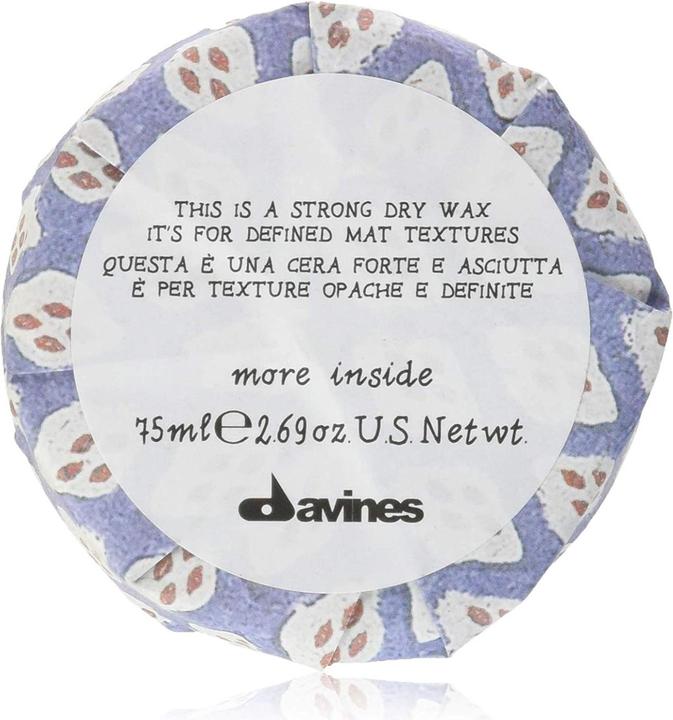 THIS IS A STRONG DRY WAX
IT'S FOR DEFINED MAT TEXTURES
QUESTA È UNA CERA FORTE E ASCIUTTA
È PER TEXTURE OPACHE E DEFINITE
more inside
75ml℮2.69oz.U.S.Netwt.
davines